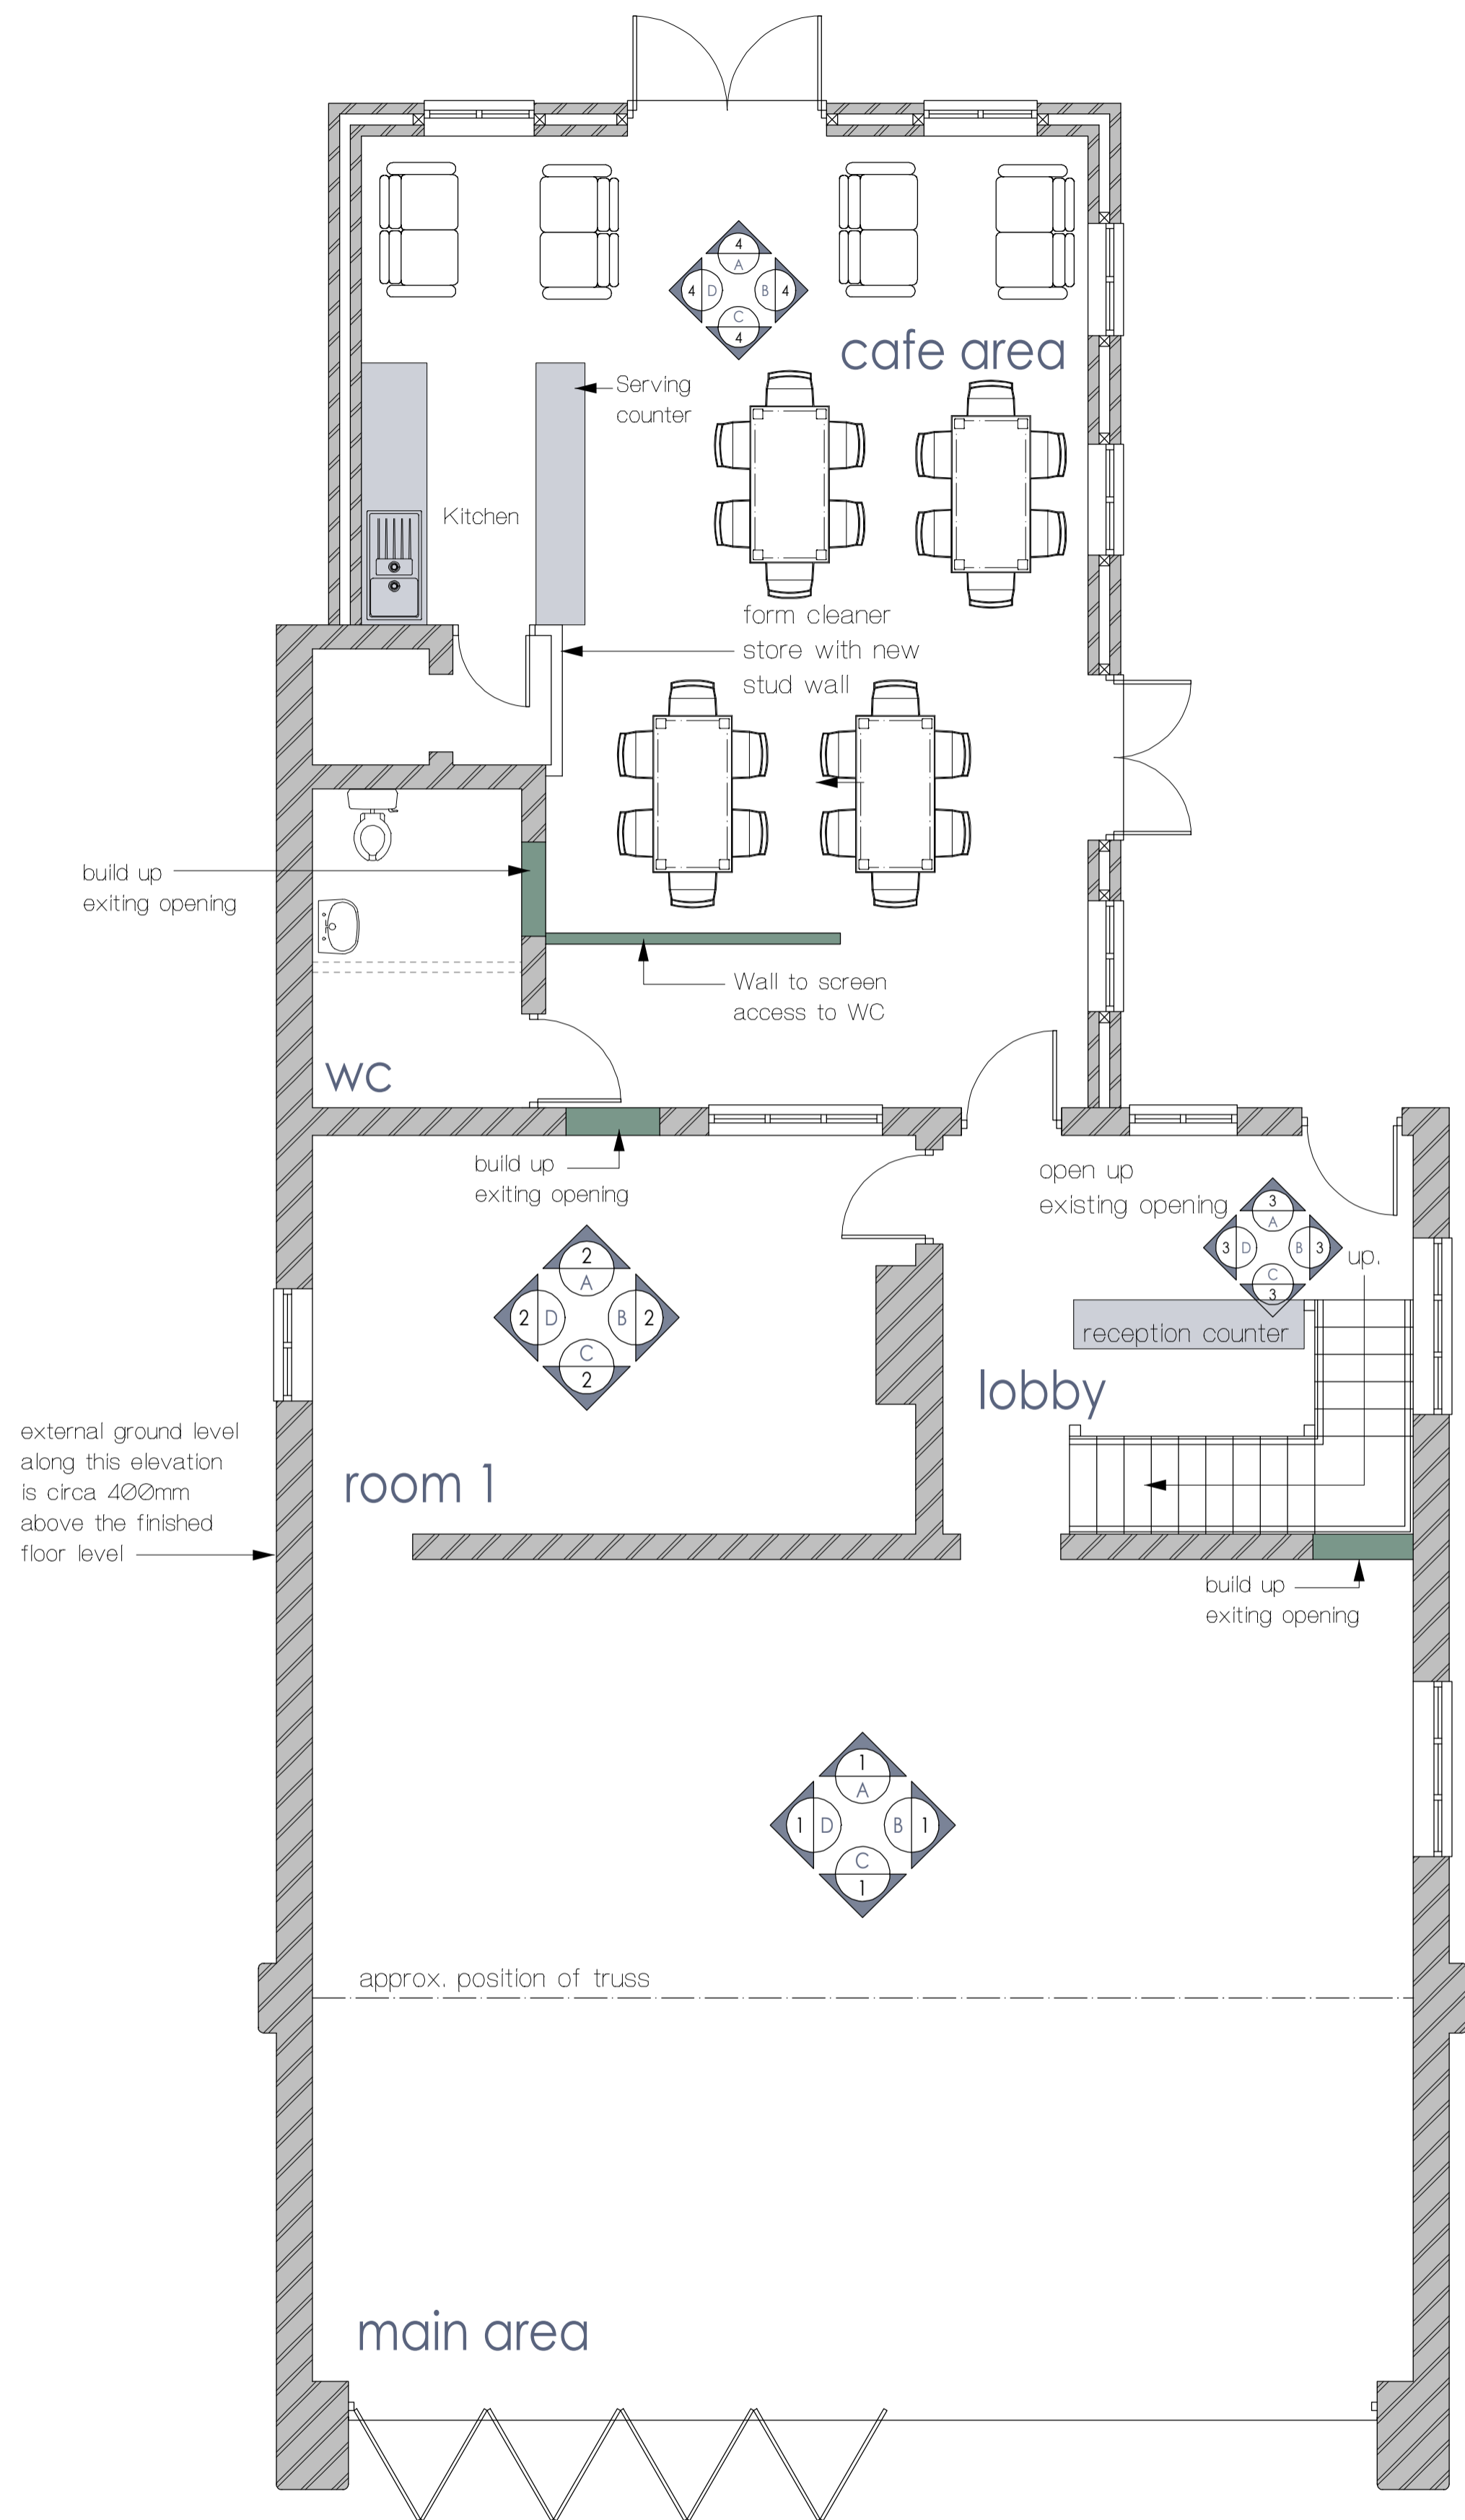 4
A
4
D
B
4
C
4
cafe area
Serving
counter
Kitchen
form cleaner
store with new
stud wall
build up
exiting opening
Wall to screen
access to WC
wc
build up
exiting opening
open up
existing opening
3
A
3
D
B
3
C
3
up.
2
A
2
D
B
2
C
2
reception counter
lobby
external ground level
along this elevation
is circa 400mm
above the finished
floor level
room 1
build up
exiting opening
1
A
1
D
B
1
C
1
approx. position of truss
main area